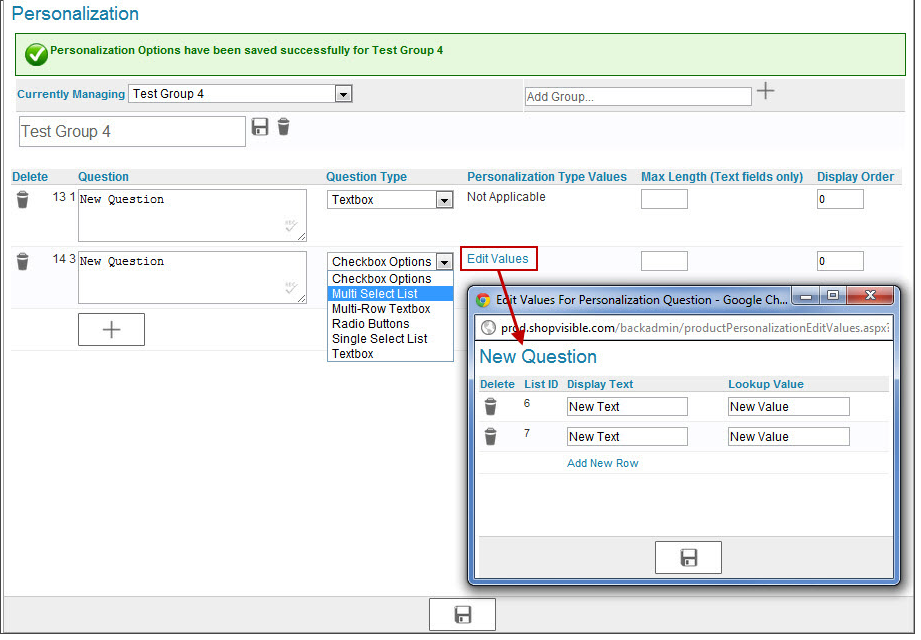 Personalization
Personalization Options have been saved successfully for Test Group 4
Currently Managing Test Group 4 Add Group...
Test Group 4
Delete Question Question Type Personalization Type Values Max Length (Text fields only) Display Order
13 1 New Question Textbox Not Applicable 0
14 3 New Question Checkbox Options Edit Values 0
Checkbox Options
Multi Select List
Multi-Row Textbox
Radio Buttons
Single Select List
Textbox
Edit Values For Personalization Question - Google Ch...
prod.shopvisible.com/backadmin/productPersonalizationEditValues.aspx?
New Question
Delete List ID Display Text Lookup Value
6 New Text New Value
7 New Text New Value
Add New Row